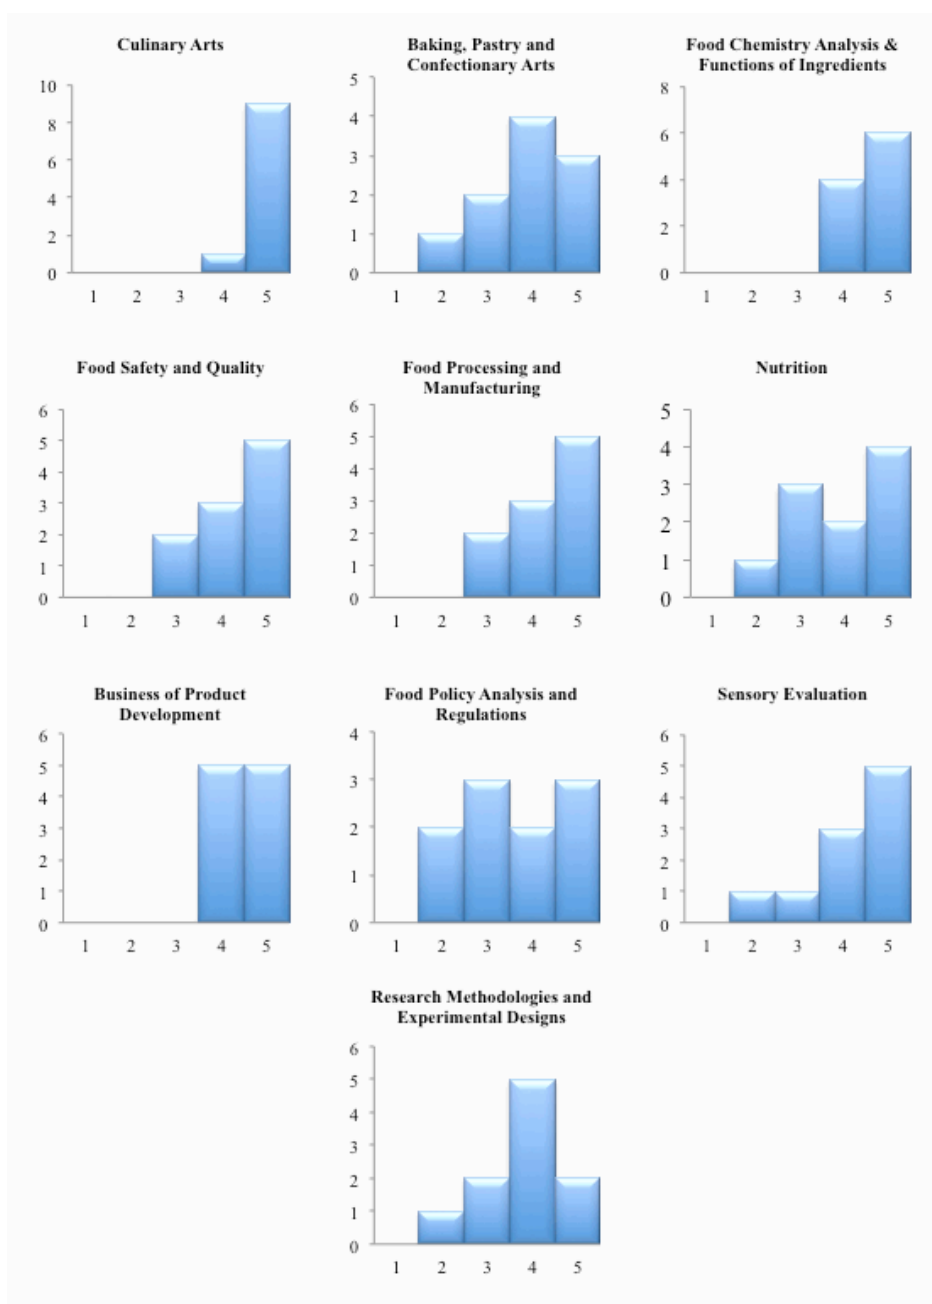 Culinary Arts
10
8
6
4
2
0
1 2 3 4 5
Baking, Pastry and
Confectionary Arts
5
4
3
2
1
0
1 2 3 4 5
Food Chemistry Analysis &
Functions of Ingredients
8
6
4
2
0
1 2 3 4 5
Food Safety and Quality
6
5
4
3
2
1
0
1 2 3 4 5
Food Processing and
Manufacturing
6
5
4
3
2
1
0
1 2 3 4 5
Nutrition
5
4
3
2
1
0
1 2 3 4 5
Business of Product
Development
6
5
4
3
2
1
0
1 2 3 4 5
Food Policy Analysis and
Regulations
4
3
2
1
0
1 2 3 4 5
Sensory Evaluation
6
5
4
3
2
1
0
1 2 3 4 5
Research Methodologies and
Experimental Designs
6
5
4
3
2
1
0
1 2 3 4 5